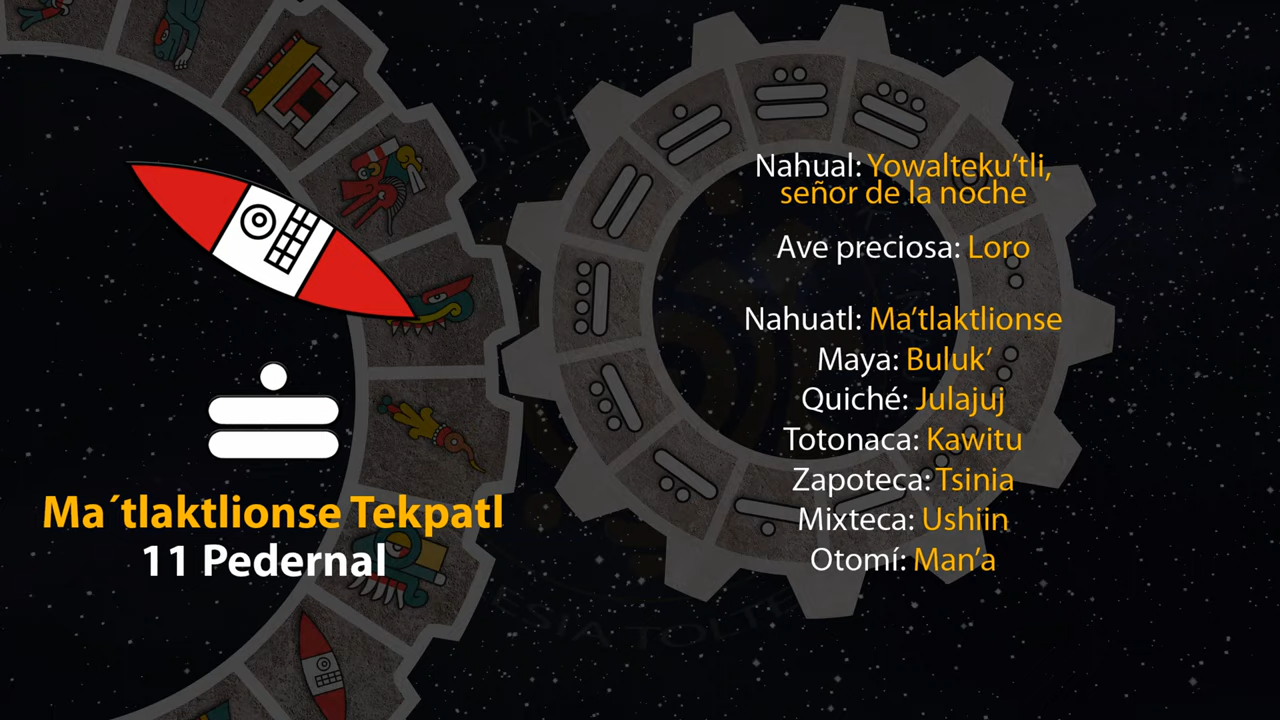 Ma´tlaktlionse Tekpatl
11 Pedernal
Nahual: Yowalteku’tli,
señor de la noche
Ave preciosa: Loro
Nahuatl: Ma’tlaktlionse
Maya: Buluk’
Quiché: Julajuj
Totonaca: Kawitu
Zapoteca: Tsinia
Mixteca: Ushiin
Otomí: Man’a